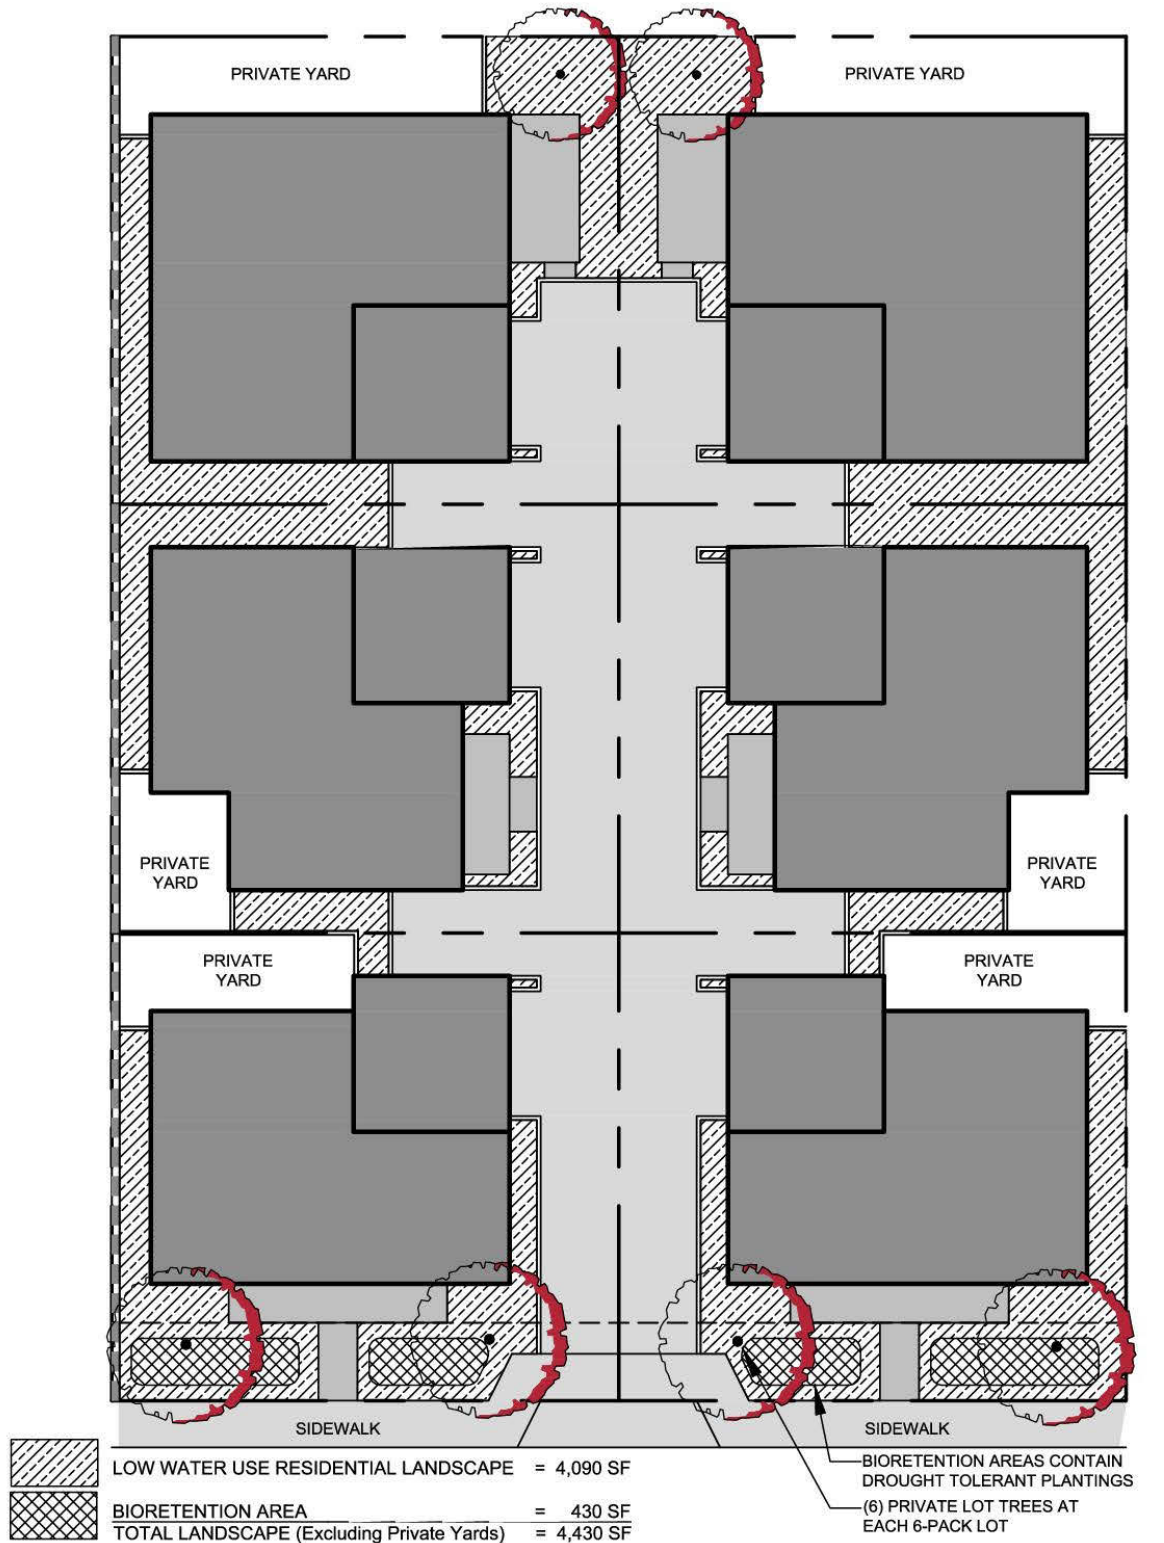 PRIVATE YARD
PRIVATE YARD
PRIVATE
YARD
PRIVATE
YARD
PRIVATE
YARD
PRIVATE
YARD
SIDEWALK
SIDEWALK
LOW WATER USE RESIDENTIAL LANDSCAPE = 4,090 SF
BIORETENTION AREA = 430 SF
TOTAL LANDSCAPE (Excluding Private Yards) = 4,430 SF
BIORETENTION AREAS CONTAIN
DROUGHT TOLERANT PLANTINGS
(6) PRIVATE LOT TREES AT
EACH 6-PACK LOT